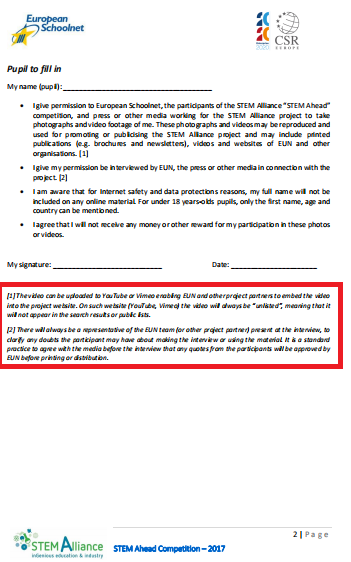 European
Schoolnet
CSR
EUROPE
Pupil to fill in
My name (pupil): ___________________________________
• I give permission to European Schoolnet, the participants of the STEM Alliance "STEM Ahead"
competition, and press or other media working for the STEM Alliance project to take
photographs and video footage of me. These photographs and videos may be reproduced and
used for promoting or publicising the STEM Alliance project and may include printed
publications (e.g. brochures and newsletters), videos and websites of EUN and other
organisations. [1]
• I give my permission be interviewed by EUN, the press or other media in connection with the
project. [2]
• I am aware that for Internet safety and data protections reasons, my full name will not be
included on any online material. For under 18 years-olds pupils, only the first name, age and
country can be mentioned.
• I agree that I will not receive any money or other reward for my participation in these photos
or videos.
My signature: __________________________ Date: ____________________
[1] The video can be uploaded to YouTube or Vimeo enabling EUN and other project partners to embed the video
into the project website. On such website (YouTube, Vimeo) the video will always be "unlisted", meaning that it
will not appear in the search results or public lists.
[2] There will always be a representative of the EUN team (or other project partner) present at the interview, to
clarify any doubts the participant may have about making the interview or using the material. It is a standard
practice to agree with the media before the interview that any quotes from the participants will be approved by
EUN before printing or distribution.
2 | Page
STEM Alliance
inGenious education & industry
STEM Ahead Competition – 2017